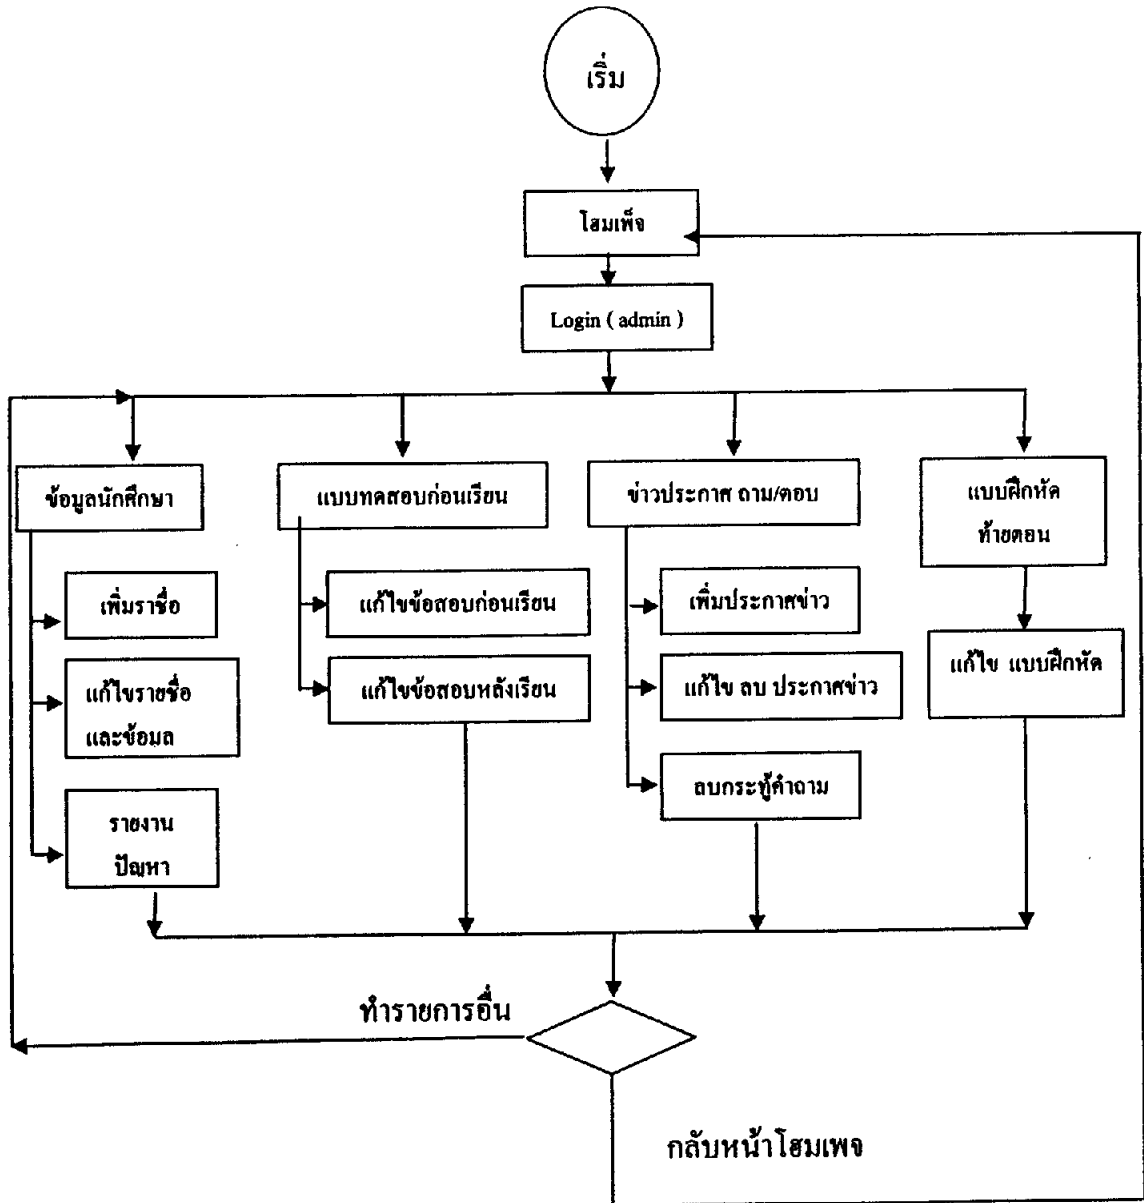 เริ่ม
โฮมเพ็จ
Login ( admin )
ข้อมูลนักศึกษา
แบบทดสอบก่อนเรียน
ข่าวประกาศ ถาม/ตอบ
แบบฝึกหัด
ท้ายตอน
เพิ่มราชื่อ
แก้ไขข้อสอบก่อนเรียน
เพิ่มประกาศข่าว
แก้ไข แบบฝึกหัด
แก้ไขรายชื่อ
และข้อมล
แก้ไขข้อสอบหลังเรียน
แก้ไข ลบ ประกาศข่าว
รายงาน
ปัญหา
ลบกระทู้คำถาม
ทำรายการอื่น
กลับหน้าโฮมเพจ